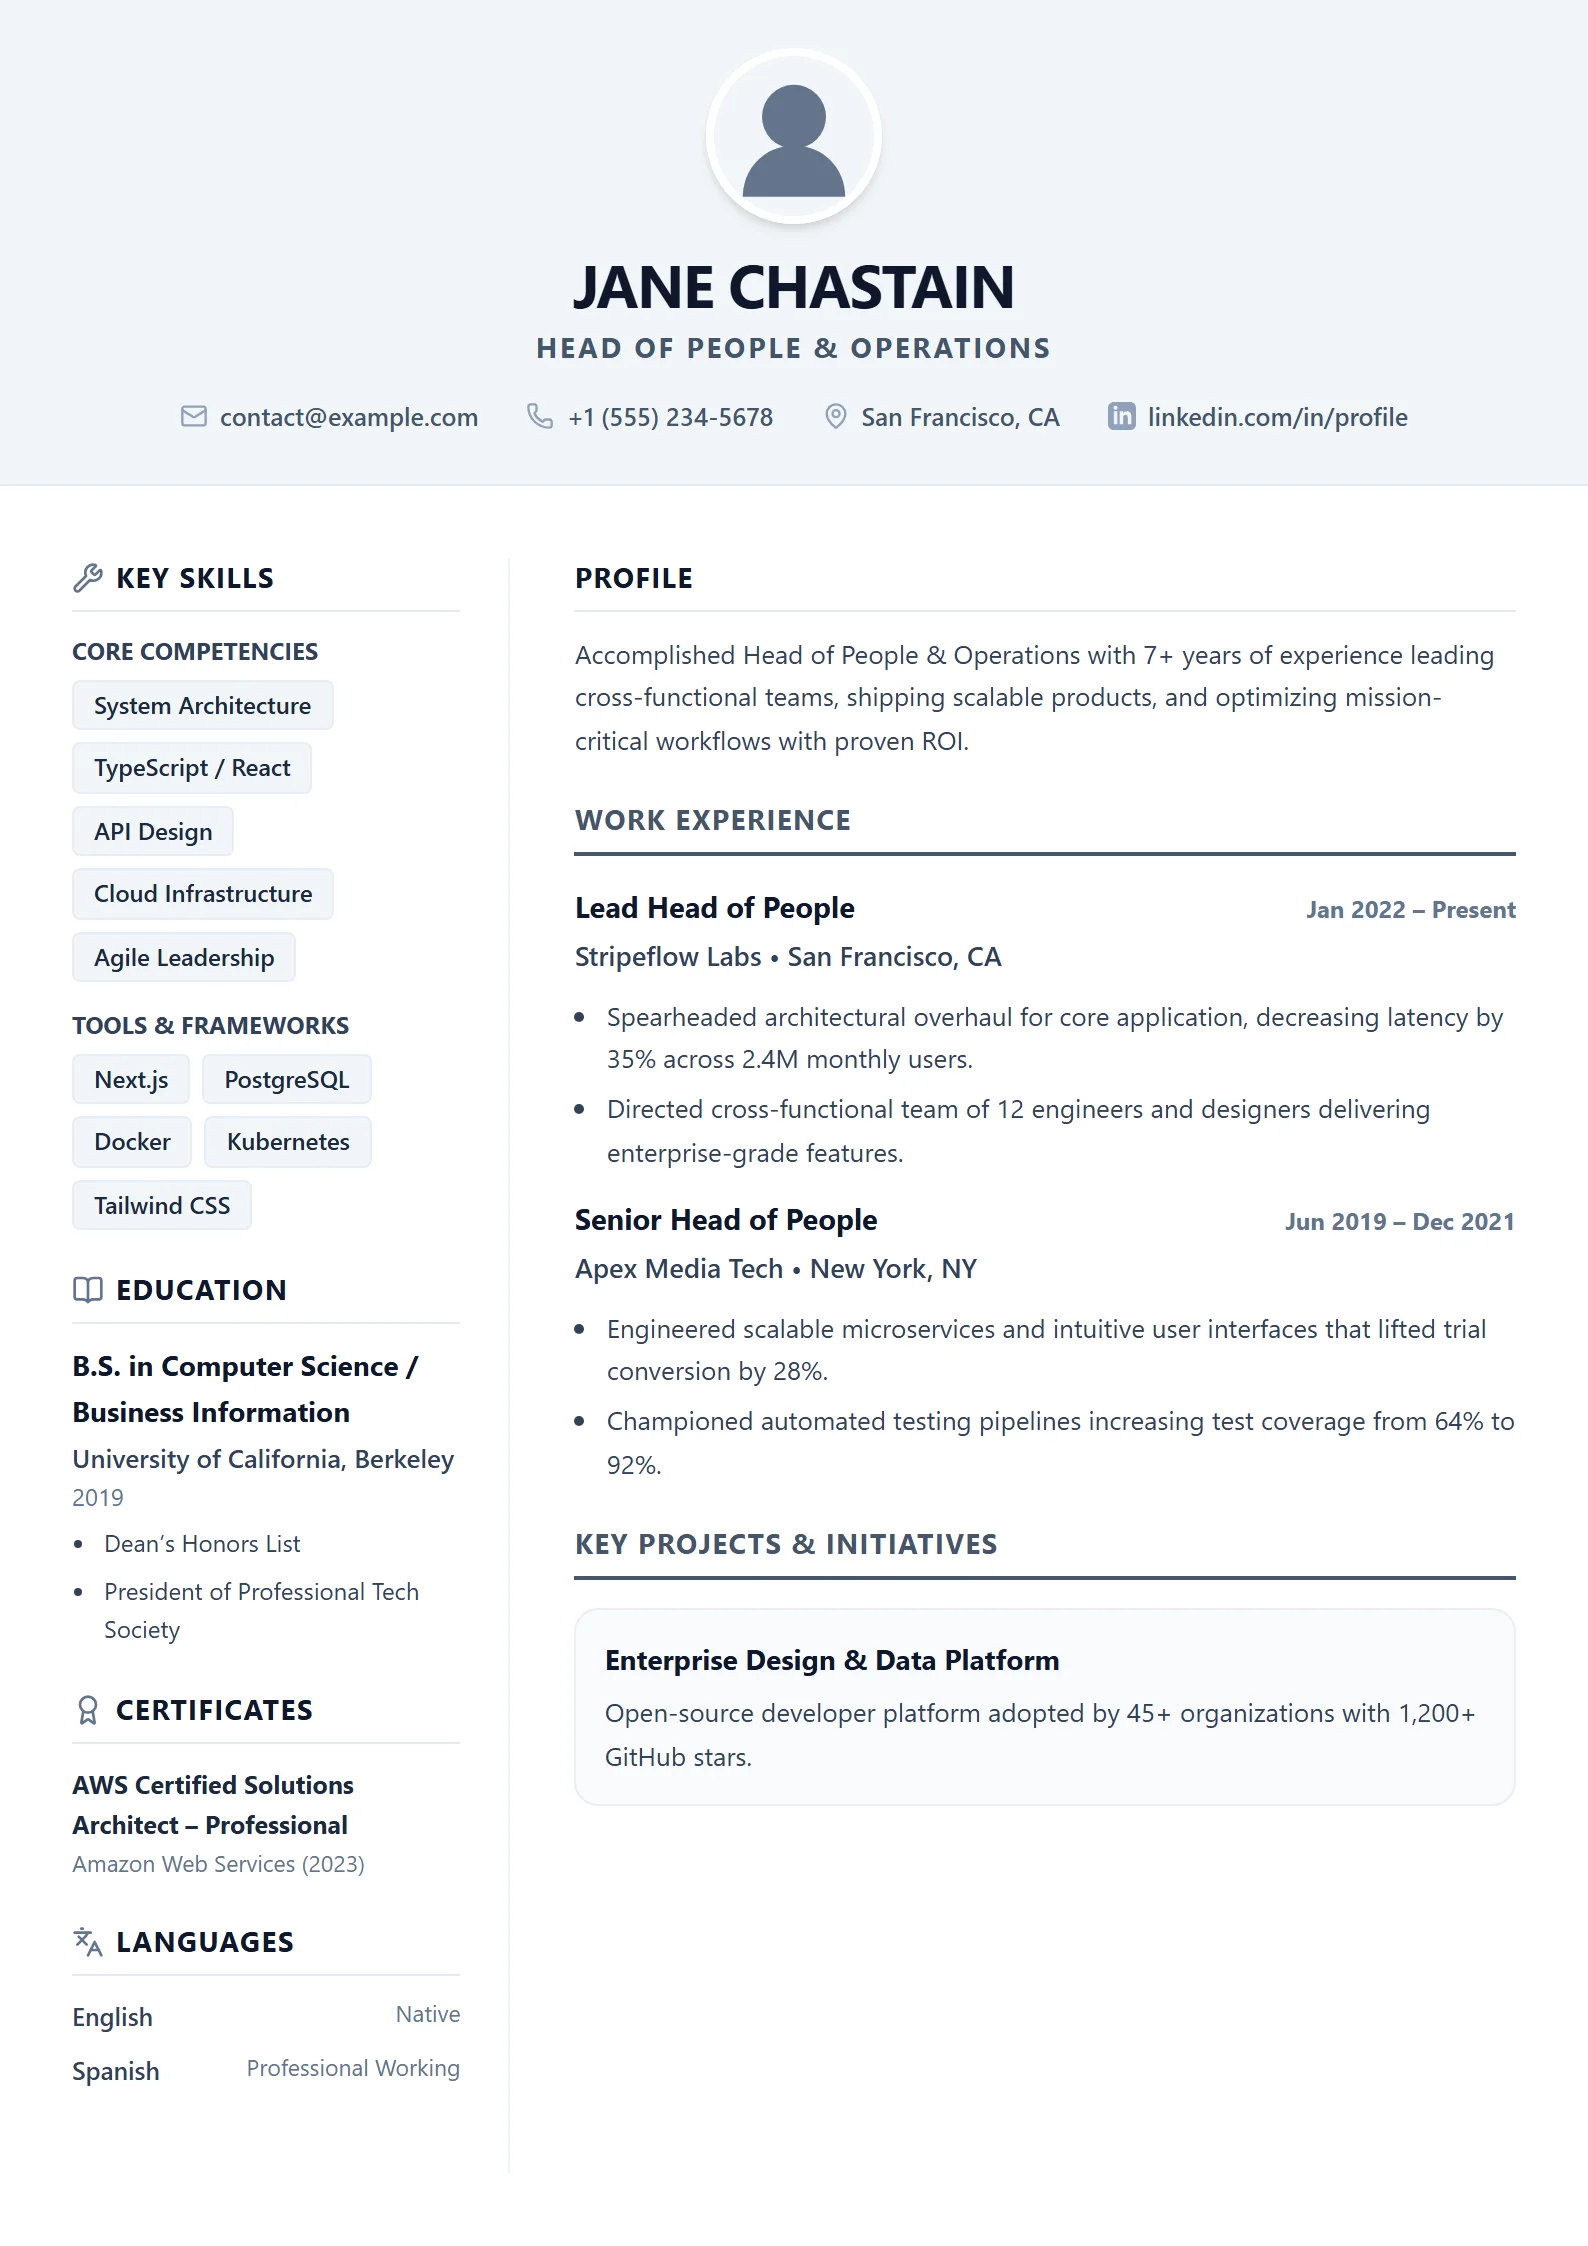 JANE CHASTAIN
HEAD OF PEOPLE & OPERATIONS
contact@example.com +1 (555) 234-5678 San Francisco, CA in linkedin.com/in/profile
KEY SKILLS
CORE COMPETENCIES
System Architecture
TypeScript / React
API Design
Cloud Infrastructure
Agile Leadership
TOOLS & FRAMEWORKS
Next.js PostgreSQL
Docker Kubernetes
Tailwind CSS
EDUCATION
B.S. in Computer Science /
Business Information
University of California, Berkeley
2019
• Dean's Honors List
• President of Professional Tech
Society
CERTIFICATES
AWS Certified Solutions
Architect – Professional
Amazon Web Services (2023)
LANGUAGES
English Native
Spanish Professional Working
PROFILE
Accomplished Head of People & Operations with 7+ years of experience leading
cross-functional teams, shipping scalable products, and optimizing mission-
critical workflows with proven ROI.
WORK EXPERIENCE
Lead Head of People Jan 2022 – Present
Stripeflow Labs • San Francisco, CA
• Spearheaded architectural overhaul for core application, decreasing latency by
35% across 2.4M monthly users.
• Directed cross-functional team of 12 engineers and designers delivering
enterprise-grade features.
Senior Head of People Jun 2019 – Dec 2021
Apex Media Tech • New York, NY
• Engineered scalable microservices and intuitive user interfaces that lifted trial
conversion by 28%.
• Championed automated testing pipelines increasing test coverage from 64% to
92%.
KEY PROJECTS & INITIATIVES
Enterprise Design & Data Platform
Open-source developer platform adopted by 45+ organizations with 1,200+
GitHub stars.